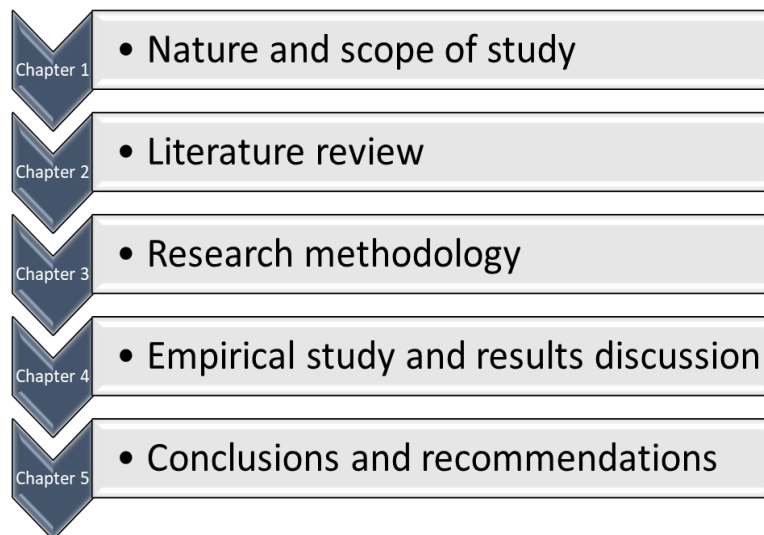 Chapter 1
• Nature and scope of study
Chapter 2
• Literature review
Chapter 3
• Research methodology
Chapter 4
• Empirical study and results discussion
Chapter 5
• Conclusions and recommendations